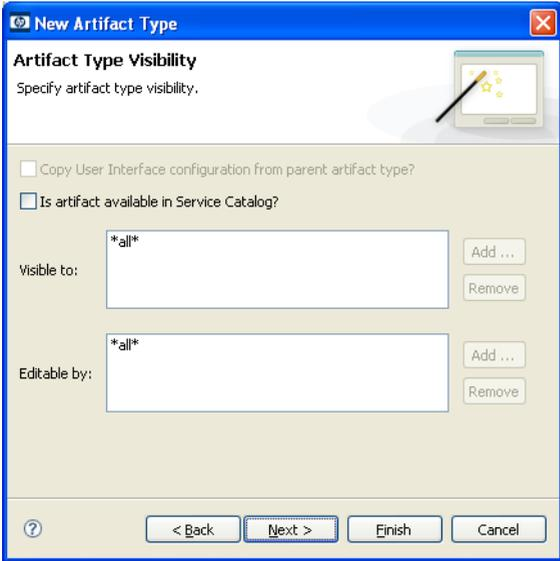 hp New Artifact Type
Artifact Type Visibility
Specify artifact type visibility.
Copy User Interface configuration from parent artifact type?
Is artifact available in Service Catalog?
Visible to:
*all*
Add ...
Remove
Editable by:
*all*
Add ...
Remove
?
< Back
Next >
Finish
Cancel